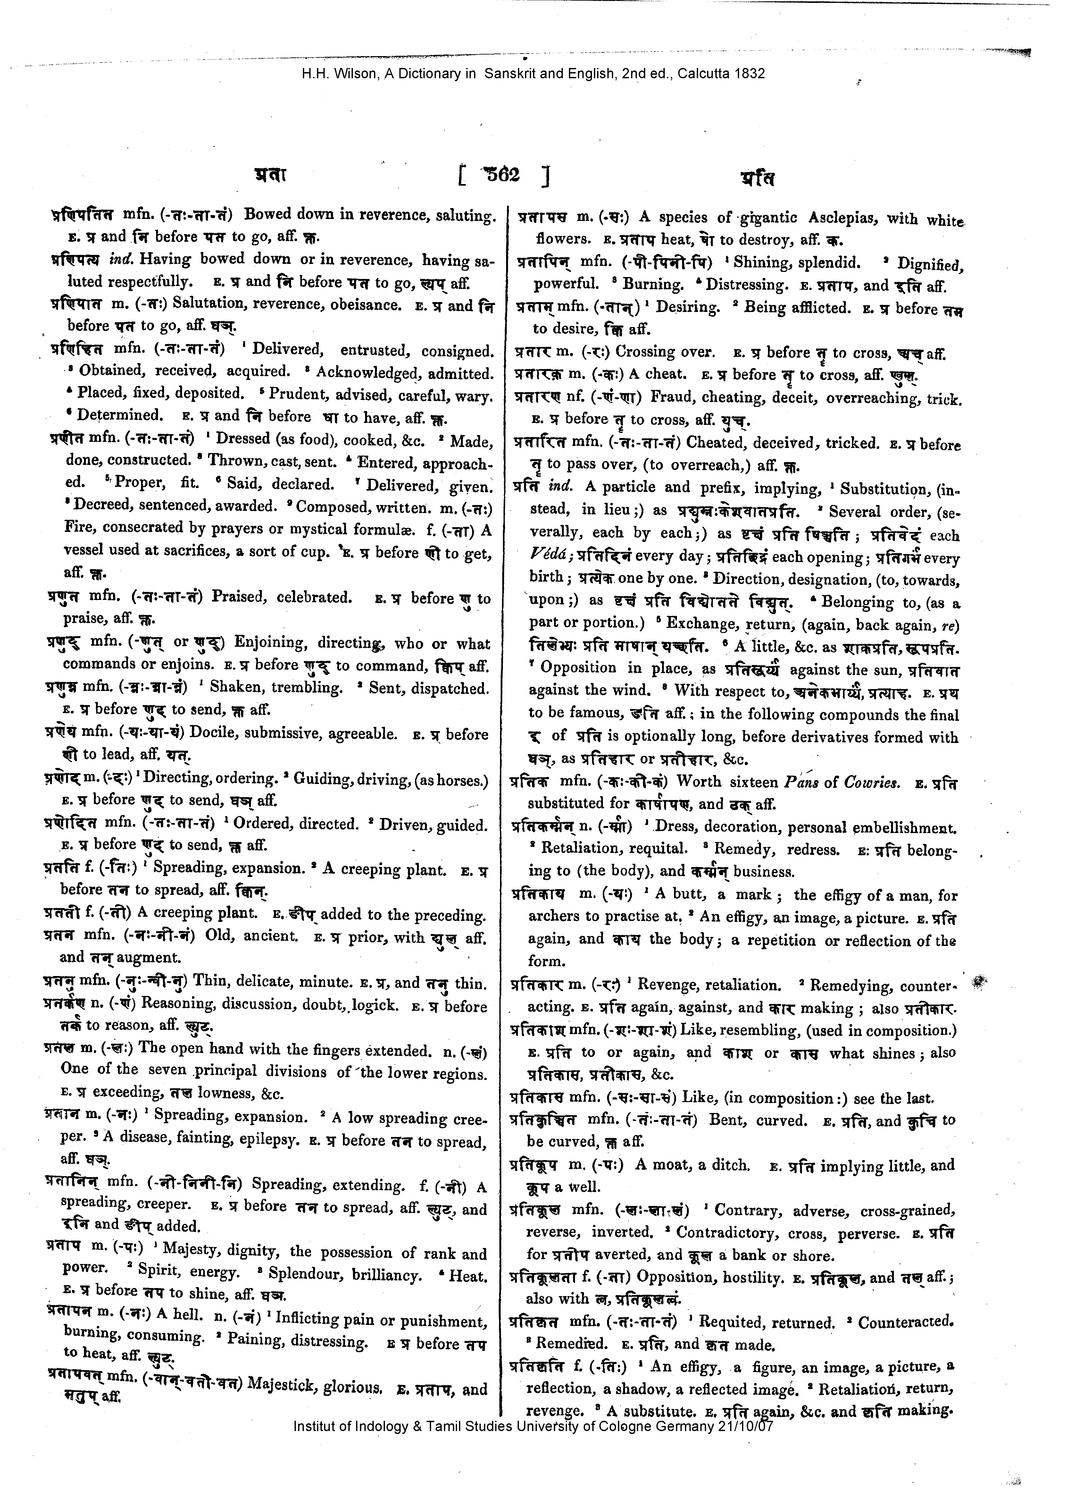 H.H. Wilson, A Dictionary in Sanskrit and English, 2nd ed., Calcutta 1832
प्रता [ 562 ] प्रति
प्रणिपतित mfn. (-तः-ता-तं) Bowed down in reverence, saluting.
E. प्र and नि before पत to go, aff. क्त.
प्रणिपत्य ind. Having bowed down or in reverence, having sa-
luted respectfully. E. प्र and नि before पत to go, ल्यप् aff.
प्रणिपात m. (-तः) Salutation, reverence, obeisance. E. प्र and नि
before पत to go, aff. घञ्.
प्रणिहित mfn. (-तः-ता-तं) ¹ Delivered, entrusted, consigned.
² Obtained, received, acquired. ³ Acknowledged, admitted.
⁴ Placed, fixed, deposited. ⁵ Prudent, advised, careful, wary.
⁶ Determined. E. प्र and नि before धा to have, aff. क्त.
प्रणीत mfn. (-तः-ता-तं) ¹ Dressed (as food), cooked, &c. ² Made,
done, constructed. ³ Thrown, cast, sent. ⁴ Entered, approach-
ed. ⁵ Proper, fit. ⁶ Said, declared. ⁷ Delivered, given.
⁸ Decreed, sentenced, awarded. ⁹ Composed, written. m. (-तः)
Fire, consecrated by prayers or mystical formulæ. f. (-ता) A
vessel used at sacrifices, a sort of cup. E. प्र before णी to get,
aff. क्त.
प्रणुत mfn. (-तः-ता-तं) Praised, celebrated. E. प्र before णु to
praise, aff. क्त.
प्रणुद् mfn. (-णुत् or णुद्) Enjoining, directing, who or what
commands or enjoins. E. प्र before णुद् to command, क्विप् aff.
प्रणुन्न mfn. (-न्नः-न्ना-न्नं) ¹ Shaken, trembling. ² Sent, dispatched.
E. प्र before णुद् to send, क्त aff.
प्रणेय mfn. (-यः-या-यं) Docile, submissive, agreeable. E. प्र before
णी to lead, aff. यत्.
प्रणोद m. (-दः) ¹ Directing, ordering. ² Guiding, driving, (as horses.)
E. प्र before णुद् to send, घञ् aff.
प्रणोदित mfn. (-तः-ता-तं) ¹ Ordered, directed. ² Driven, guided.
E. प्र before णुद् to send, क्त aff.
प्रतति f. (-तिः) ¹ Spreading, expansion. ² A creeping plant. E. प्र
before तन to spread, aff. क्तिन्.
प्रतती f. (-ती) A creeping plant. E. ङीप् added to the preceding.
प्रतन mfn. (-नः-नी-नं) Old, ancient. E. प्र prior, with ट्युल् aff.
and तन् augment.
प्रतनु mfn. (-नुः-न्वी-नु) Thin, delicate, minute. E. प्र, and तनु thin.
प्रतर्कण n. (-णं) Reasoning, discussion, doubt, logick. E. प्र before
तर्क to reason, aff. ल्युट्.
प्रतल m. (-लः) The open hand with the fingers extended. n. (-लं)
One of the seven principal divisions of the lower regions.
E. प्र exceeding, तल lowness, &c.
प्रतान m. (-नः) ¹ Spreading, expansion. ² A low spreading cree-
per. ³ A disease, fainting, epilepsy. E. प्र before तन to spread,
aff. घञ्.
प्रतानिन् mfn. (-नी-निनी-नि) Spreading, extending. f. (-नी) A
spreading, creeper. E. प्र before तन to spread, aff. ल्युट्, and
इनि and ङीप् added.
प्रताप m. (-पः) ¹ Majesty, dignity, the possession of rank and
power. ² Spirit, energy. ³ Splendour, brilliancy. ⁴ Heat.
E. प्र before तप to shine, aff. घञ्.
प्रतापन m. (-नः) A hell. n. (-नं) ¹ Inflicting pain or punishment,
burning, consuming. ² Paining, distressing. E प्र before तप
to heat, aff. ल्युट्.
प्रतापवत् mfn. (-वान्-वती-वत) Majestick, glorious. E. प्रताप, and
मतुप् aff.
प्रतापस m. (-सः) A species of gigantic Asclepias, with white
flowers. E. प्रताप heat, षो to destroy, aff. क.
प्रतापिन् mfn. (-पी-पिनी-पि) ¹ Shining, splendid. ² Dignified,
powerful. ³ Burning. ⁴ Distressing. E. प्रताप, and इनि aff.
प्रताम् mfn. (-तान्) ¹ Desiring. ² Being afflicted. E. प्र before तम
to desire, क्वि aff.
प्रतार m. (-रः) Crossing over. E. प्र before तॄ to cross, अच् aff.
प्रतारक m. (-कः) A cheat. E. प्र before तॄ to cross, aff. ण्वुल्.
प्रतारण nf. (-णं-णा) Fraud, cheating, deceit, overreaching, trick.
E. प्र before तॄ to cross, aff. युच्.
प्रतारित mfn. (-तः-ता-तं) Cheated, deceived, tricked. E. प्र before
तॄ to pass over, (to overreach,) aff. क्त.
प्रति ind. A particle and prefix, implying, ¹ Substitution, (in-
stead, in lieu ;) as प्रद्युम्नःकेशवात्प्रति. ² Several order, (se-
verally, each by each;) as वृक्षं प्रति सिञ्चति ; प्रतिवेदं each
Védá ; प्रतिदिनं every day ; प्रतिछिद्रं each opening ; प्रतिगर्भं every
birth ; प्रत्येक one by one. ³ Direction, designation, (to, towards,
upon ;) as वृक्षं प्रति विद्योतते विद्युत्. ⁴ Belonging to, (as a
part or portion.) ⁵ Exchange, return, (again, back again, re)
तिलेभ्यः प्रति माषान् यच्छति. ⁶ A little, &c. as शाकप्रति, सूपप्रति.
⁷ Opposition in place, as प्रतिसूर्य्यं against the sun, प्रतिवात
against the wind. ⁸ With respect to, प्रत्याह. E. प्रथ
to be famous, डति aff. ; in the following compounds the final
इ of प्रति is optionally long, before derivatives formed with
घञ्, as प्रतिहार or प्रतीहार, &c.
प्रतिक mfn. (-कः-की-कं) Worth sixteen Páns of Cowries. E. प्रति
substituted for कार्षापण, and ठक् aff.
प्रतिकर्म्मन् n. (-र्म्म) ¹ Dress, decoration, personal embellishment.
² Retaliation, requital. ³ Remedy, redress. E: प्रति belong-
ing to (the body), and कर्म्मन् business.
प्रतिकाय m. (-यः) ¹ A butt, a mark ; the effigy of a man, for
archers to practise at. ² An effigy, an image, a picture. E. प्रति
again, and काय the body ; a repetition or reflection of the
form.
प्रतिकार m. (-रः) ¹ Revenge, retaliation. ² Remedying, counter-
acting. E. प्रति again, against, and कार making ; also प्रतीकार.
प्रतिकाश mfn. (-शः-शा-शं) Like, resembling, (used in composition.)
E. प्रति to or again, and काश or कास what shines ; also
प्रतिकास, प्रतीकास, &c.
प्रतिकास mfn. (-सः-सा-सं) Like, (in composition :) see the last.
प्रतिकुञ्चित mfn. (-तः-ता-तं) Bent, curved. E. प्रति, and कुचि to
be curved, क्त aff.
प्रतिकूप m. (-पः) A moat, a ditch. E. प्रति implying little, and
कूप a well.
प्रतिकूल mfn. (-लः-ला-लं) ¹ Contrary, adverse, cross-grained,
reverse, inverted. ² Contradictory, cross, perverse. E. प्रति
for प्रतीप averted, and कूल a bank or shore.
प्रतिकूलता f. (-ता) Opposition, hostility. E. प्रतिकूल, and तल् aff. ;
also with त्व, प्रतिकूलत्वं.
प्रतिकृत mfn. (-तः-ता-तं) ¹ Requited, returned. ² Counteracted.
³ Remedied. E. प्रति, and कृत made.
प्रतिकृति f. (-तिः) ¹ An effigy, a figure, an image, a picture, a
reflection, a shadow, a reflected image. ² Retaliation, return,
revenge. ³ A substitute. E. प्रति again, &c. and कृति making.
Institut of Indology & Tamil Studies University of Cologne Germany 21/10/07